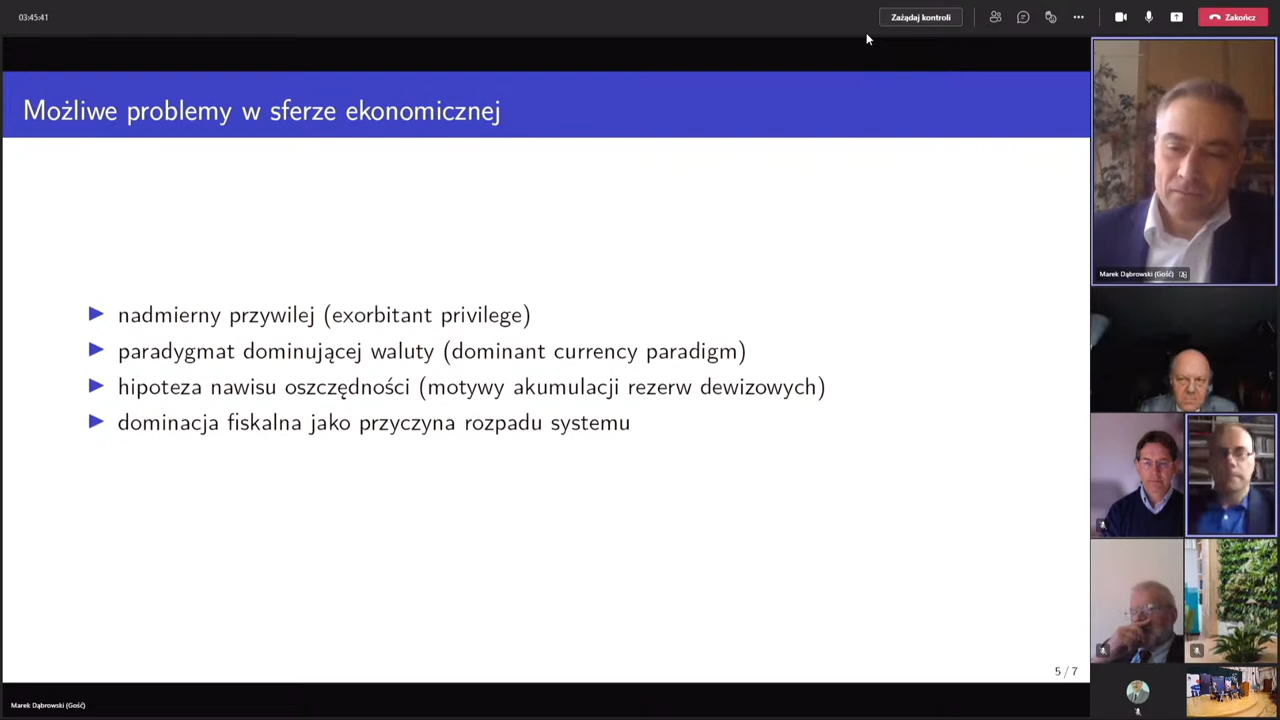 03:45:41
Zażądaj kontroli
Zakończ
Możliwe problemy w sferze ekonomicznej
nadmierny przywilej (exorbitant privilege)
paradygmat dominującej waluty (dominant currency paradigm)
hipoteza nawisu oszczędności (motywy akumulacji rezerw dewizowych)
dominacja fiskalna jako przyczyna rozpadu systemu
5 / 7
Marek Dąbrowski (Gość)
Marek Dąbrowski (Gość)